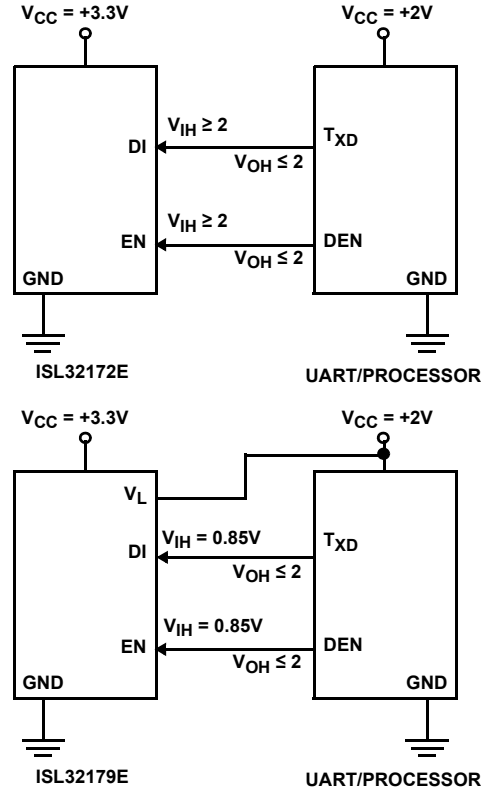 VCC = +3.3V
VCC = +2V
VIH ≥ 2
DI
TXD
VOH ≤ 2
VIH ≥ 2
EN
DEN
VOH ≤ 2
GND
GND
ISL32172E
UART/PROCESSOR
VCC = +3.3V
VCC = +2V
VL
VIH = 0.85V
DI
TXD
VOH ≤ 2
VIH = 0.85V
EN
DEN
VOH ≤ 2
GND
GND
ISL32179E
UART/PROCESSOR